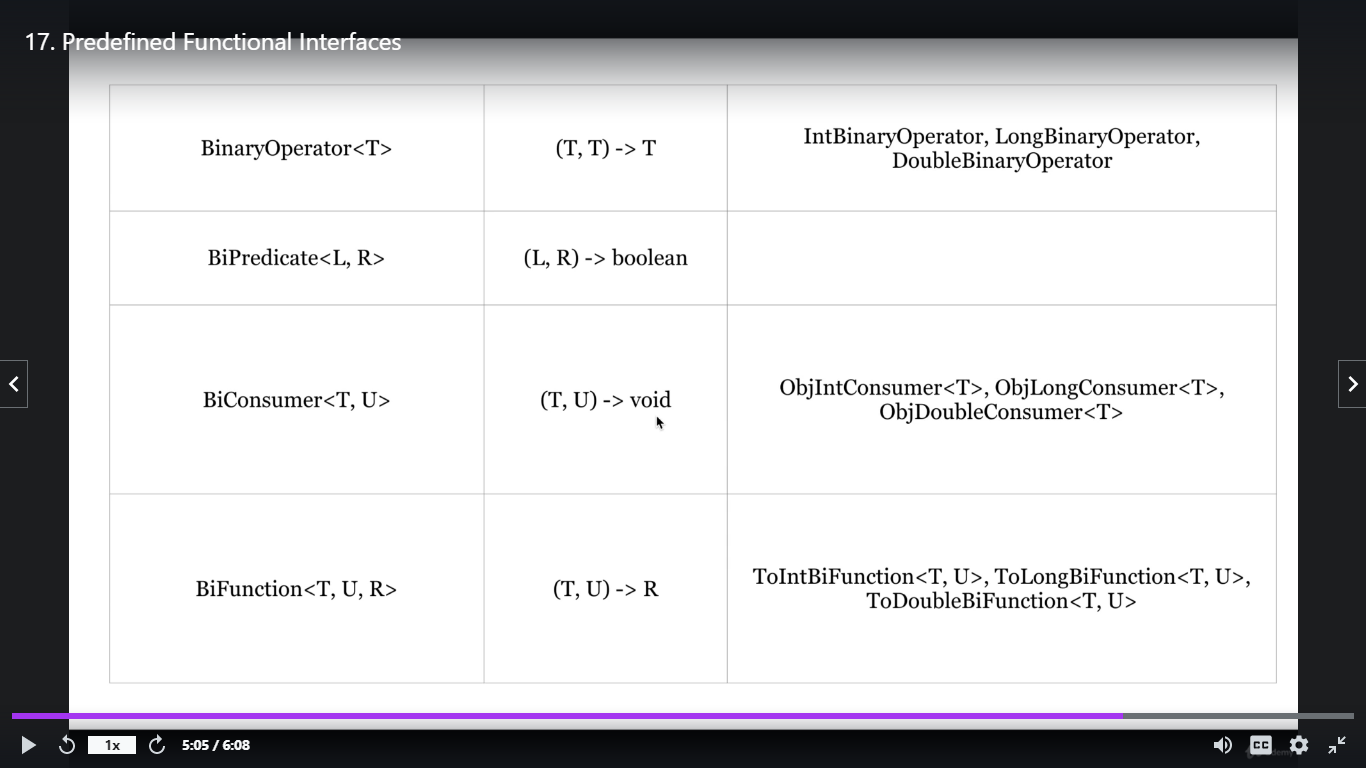 17. Predefined Functional Interfaces
BinaryOperator<T>
(T, T) -> T
IntBinaryOperator, LongBinaryOperator,
DoubleBinaryOperator
BiPredicate<L, R>
(L, R) -> boolean
BiConsumer<T, U>
(T, U) -> void
ObjIntConsumer<T>, ObjLongConsumer<T>,
ObjDoubleConsumer<T>
BiFunction<T, U, R>
(T, U) -> R
ToIntBiFunction<T, U>, ToLongBiFunction<T, U>,
ToDoubleBiFunction<T, U>
1x
5:05 / 6:08
CC